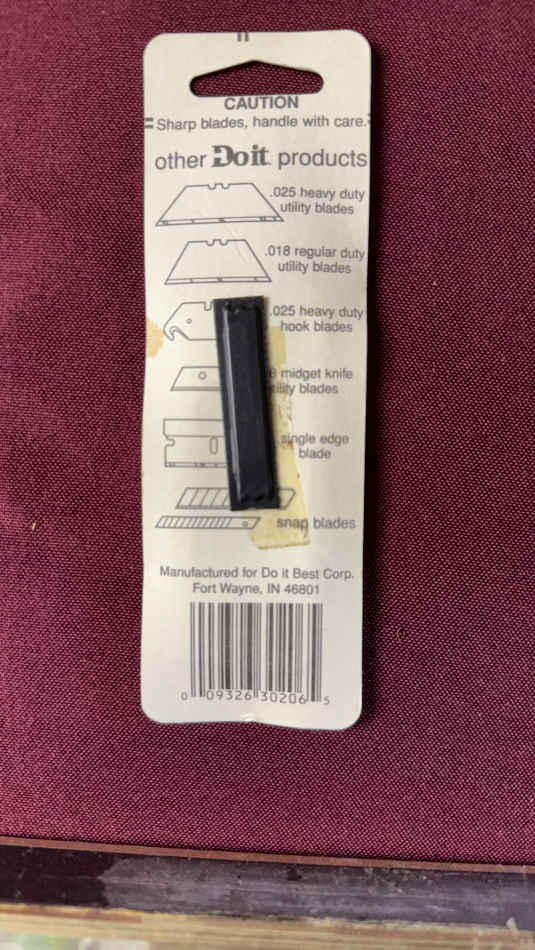 CAUTION
Sharp blades, handle with care.
other Do it products
.025 heavy duty
utility blades
.018 regular duty
utility blades
.025 heavy duty
hook blades
midget knife
blades
single edge
blade
snap blades
Manufactured for Do it Best Corp.
Fort Wayne, IN 46801
0 09326 30206 5